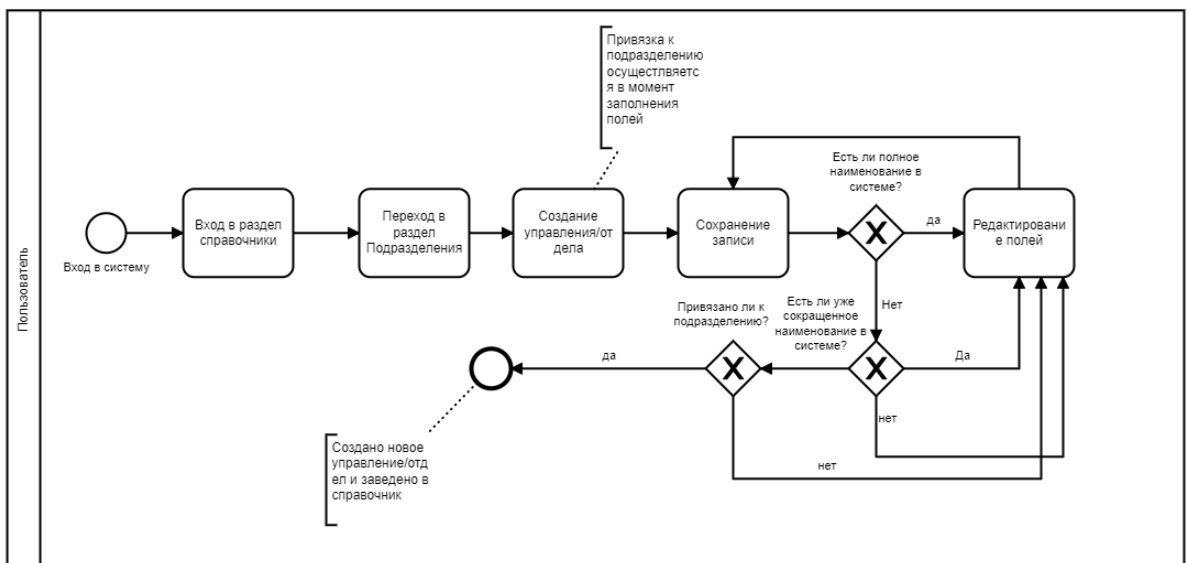 Пользователь
Вход в систему
Вход в раздел
справочники
Переход в
раздел
Подразделения
Привязка к
подразделению
осуществляетс
я в момент
заполнения
полей
Создание
управления/от
дела
Сохранение
записи
Есть ли полное
наименование в
системе?
да
Редактировани
е полей
Нет
Есть ли уже
сокращенное
наименование в
системе?
Да
нет
Привязано ли к
подразделению?
да
нет
Создано новое
управление/отд
ел и заведено в
справочник